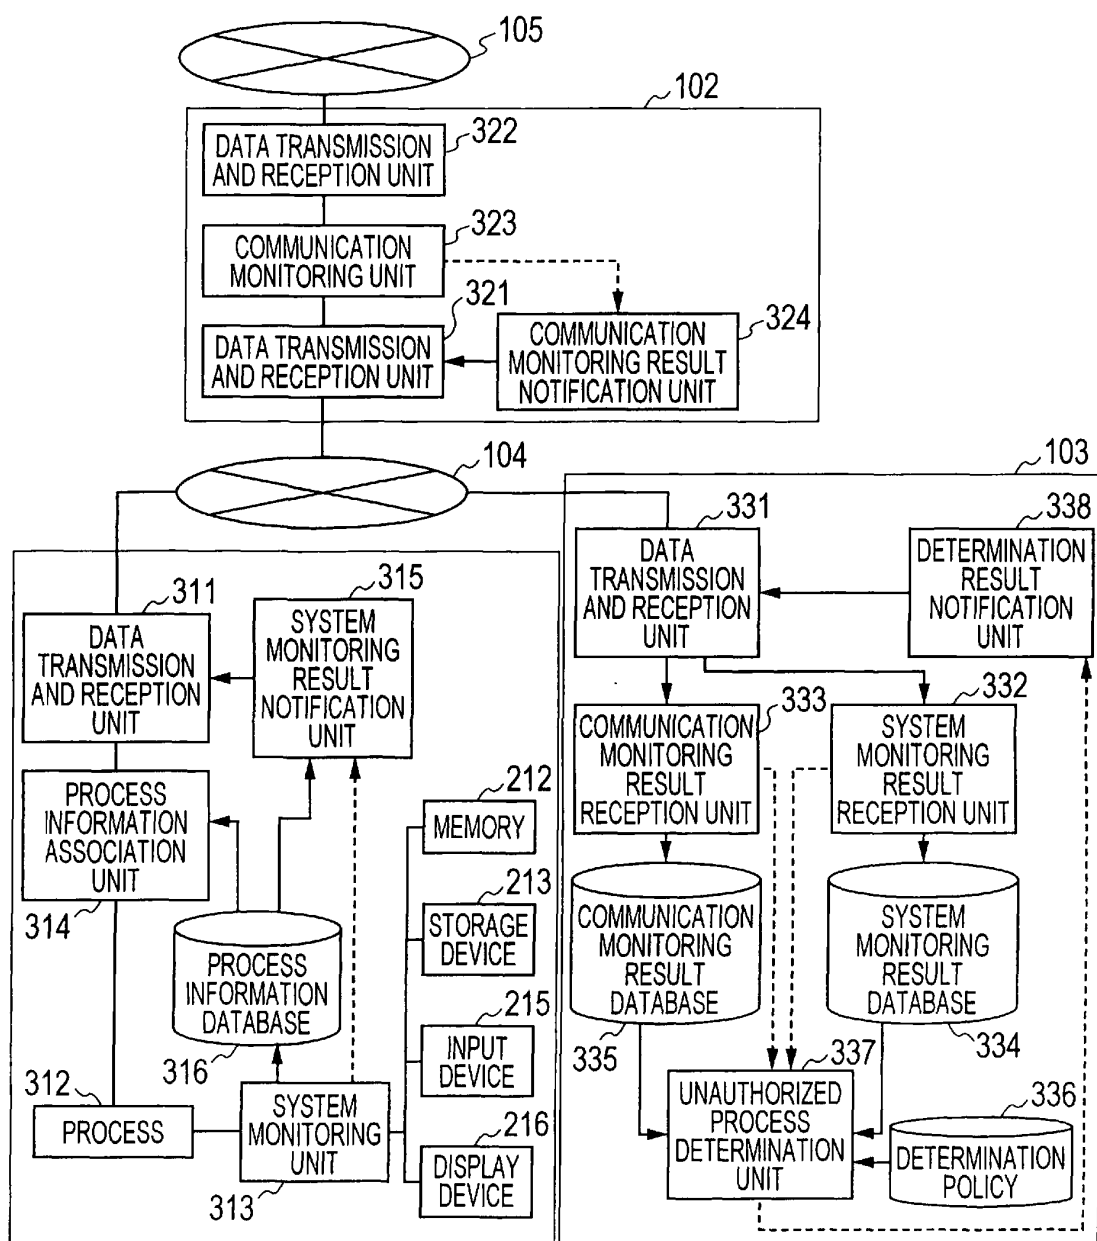 105
102
322
DATA TRANSMISSION
AND RECEPTION UNIT
323
COMMUNICATION
MONITORING UNIT
321
DATA TRANSMISSION
AND RECEPTION UNIT
324
COMMUNICATION
MONITORING RESULT
NOTIFICATION UNIT
104
103
311
DATA
TRANSMISSION
AND RECEPTION
UNIT
315
SYSTEM
MONITORING
RESULT
NOTIFICATION
UNIT
PROCESS
INFORMATION
ASSOCIATION
UNIT
314
PROCESS
INFORMATION
DATABASE
316
312
PROCESS
SYSTEM
MONITORING
UNIT
313
212
MEMORY
213
STORAGE
DEVICE
215
INPUT
DEVICE
216
DISPLAY
DEVICE
331
DATA
TRANSMISSION
AND RECEPTION
UNIT
338
DETERMINATION
RESULT
NOTIFICATION
UNIT
333
COMMUNICATION
MONITORING
RESULT
RECEPTION UNIT
332
SYSTEM
MONITORING
RESULT
RECEPTION UNIT
COMMUNICATION
MONITORING
RESULT
DATABASE
335
SYSTEM
MONITORING
RESULT
DATABASE
334
337
UNAUTHORIZED
PROCESS
DETERMINATION
UNIT
336
DETERMINATION
POLICY